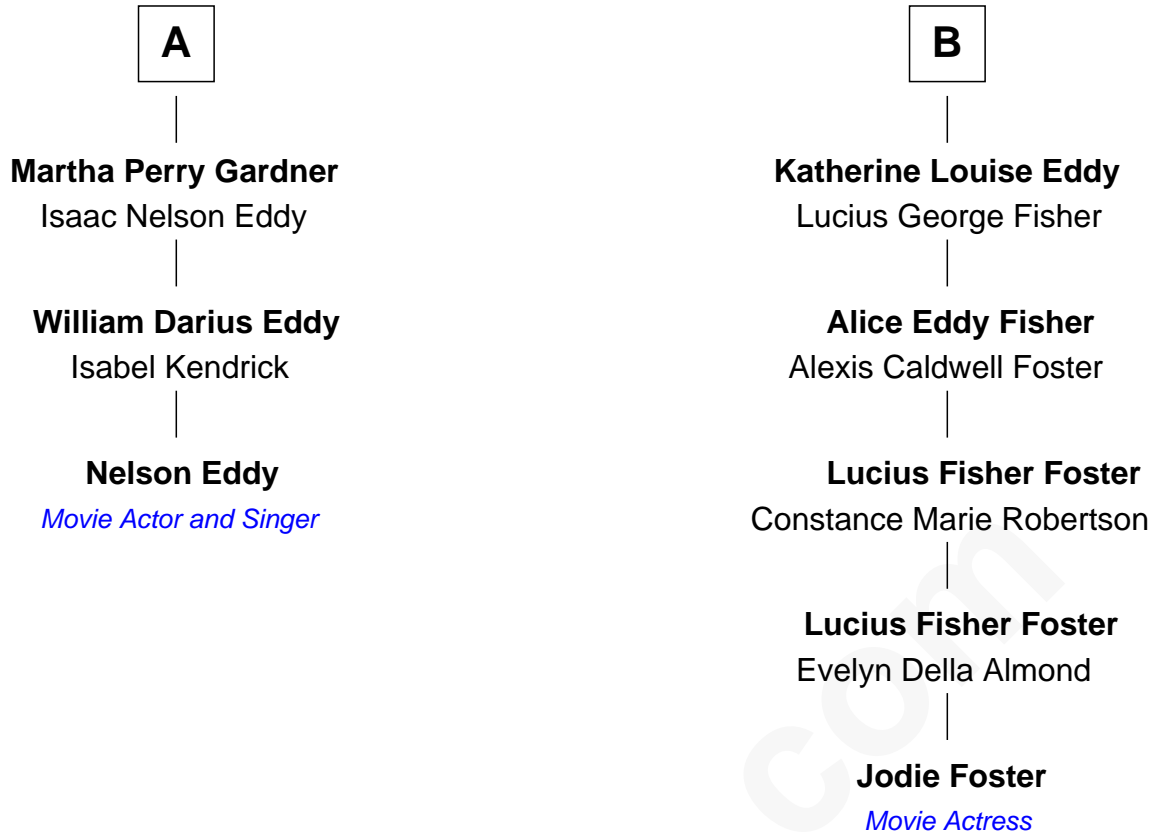 A
Martha Perry Gardner
Isaac Nelson Eddy
William Darius Eddy
Isabel Kendrick
Nelson Eddy
Movie Actor and Singer
B
Katherine Louise Eddy
Lucius George Fisher
Alice Eddy Fisher
Alexis Caldwell Foster
Lucius Fisher Foster
Constance Marie Robertson
Lucius Fisher Foster
Evelyn Della Almond
Jodie Foster
Movie Actress
com